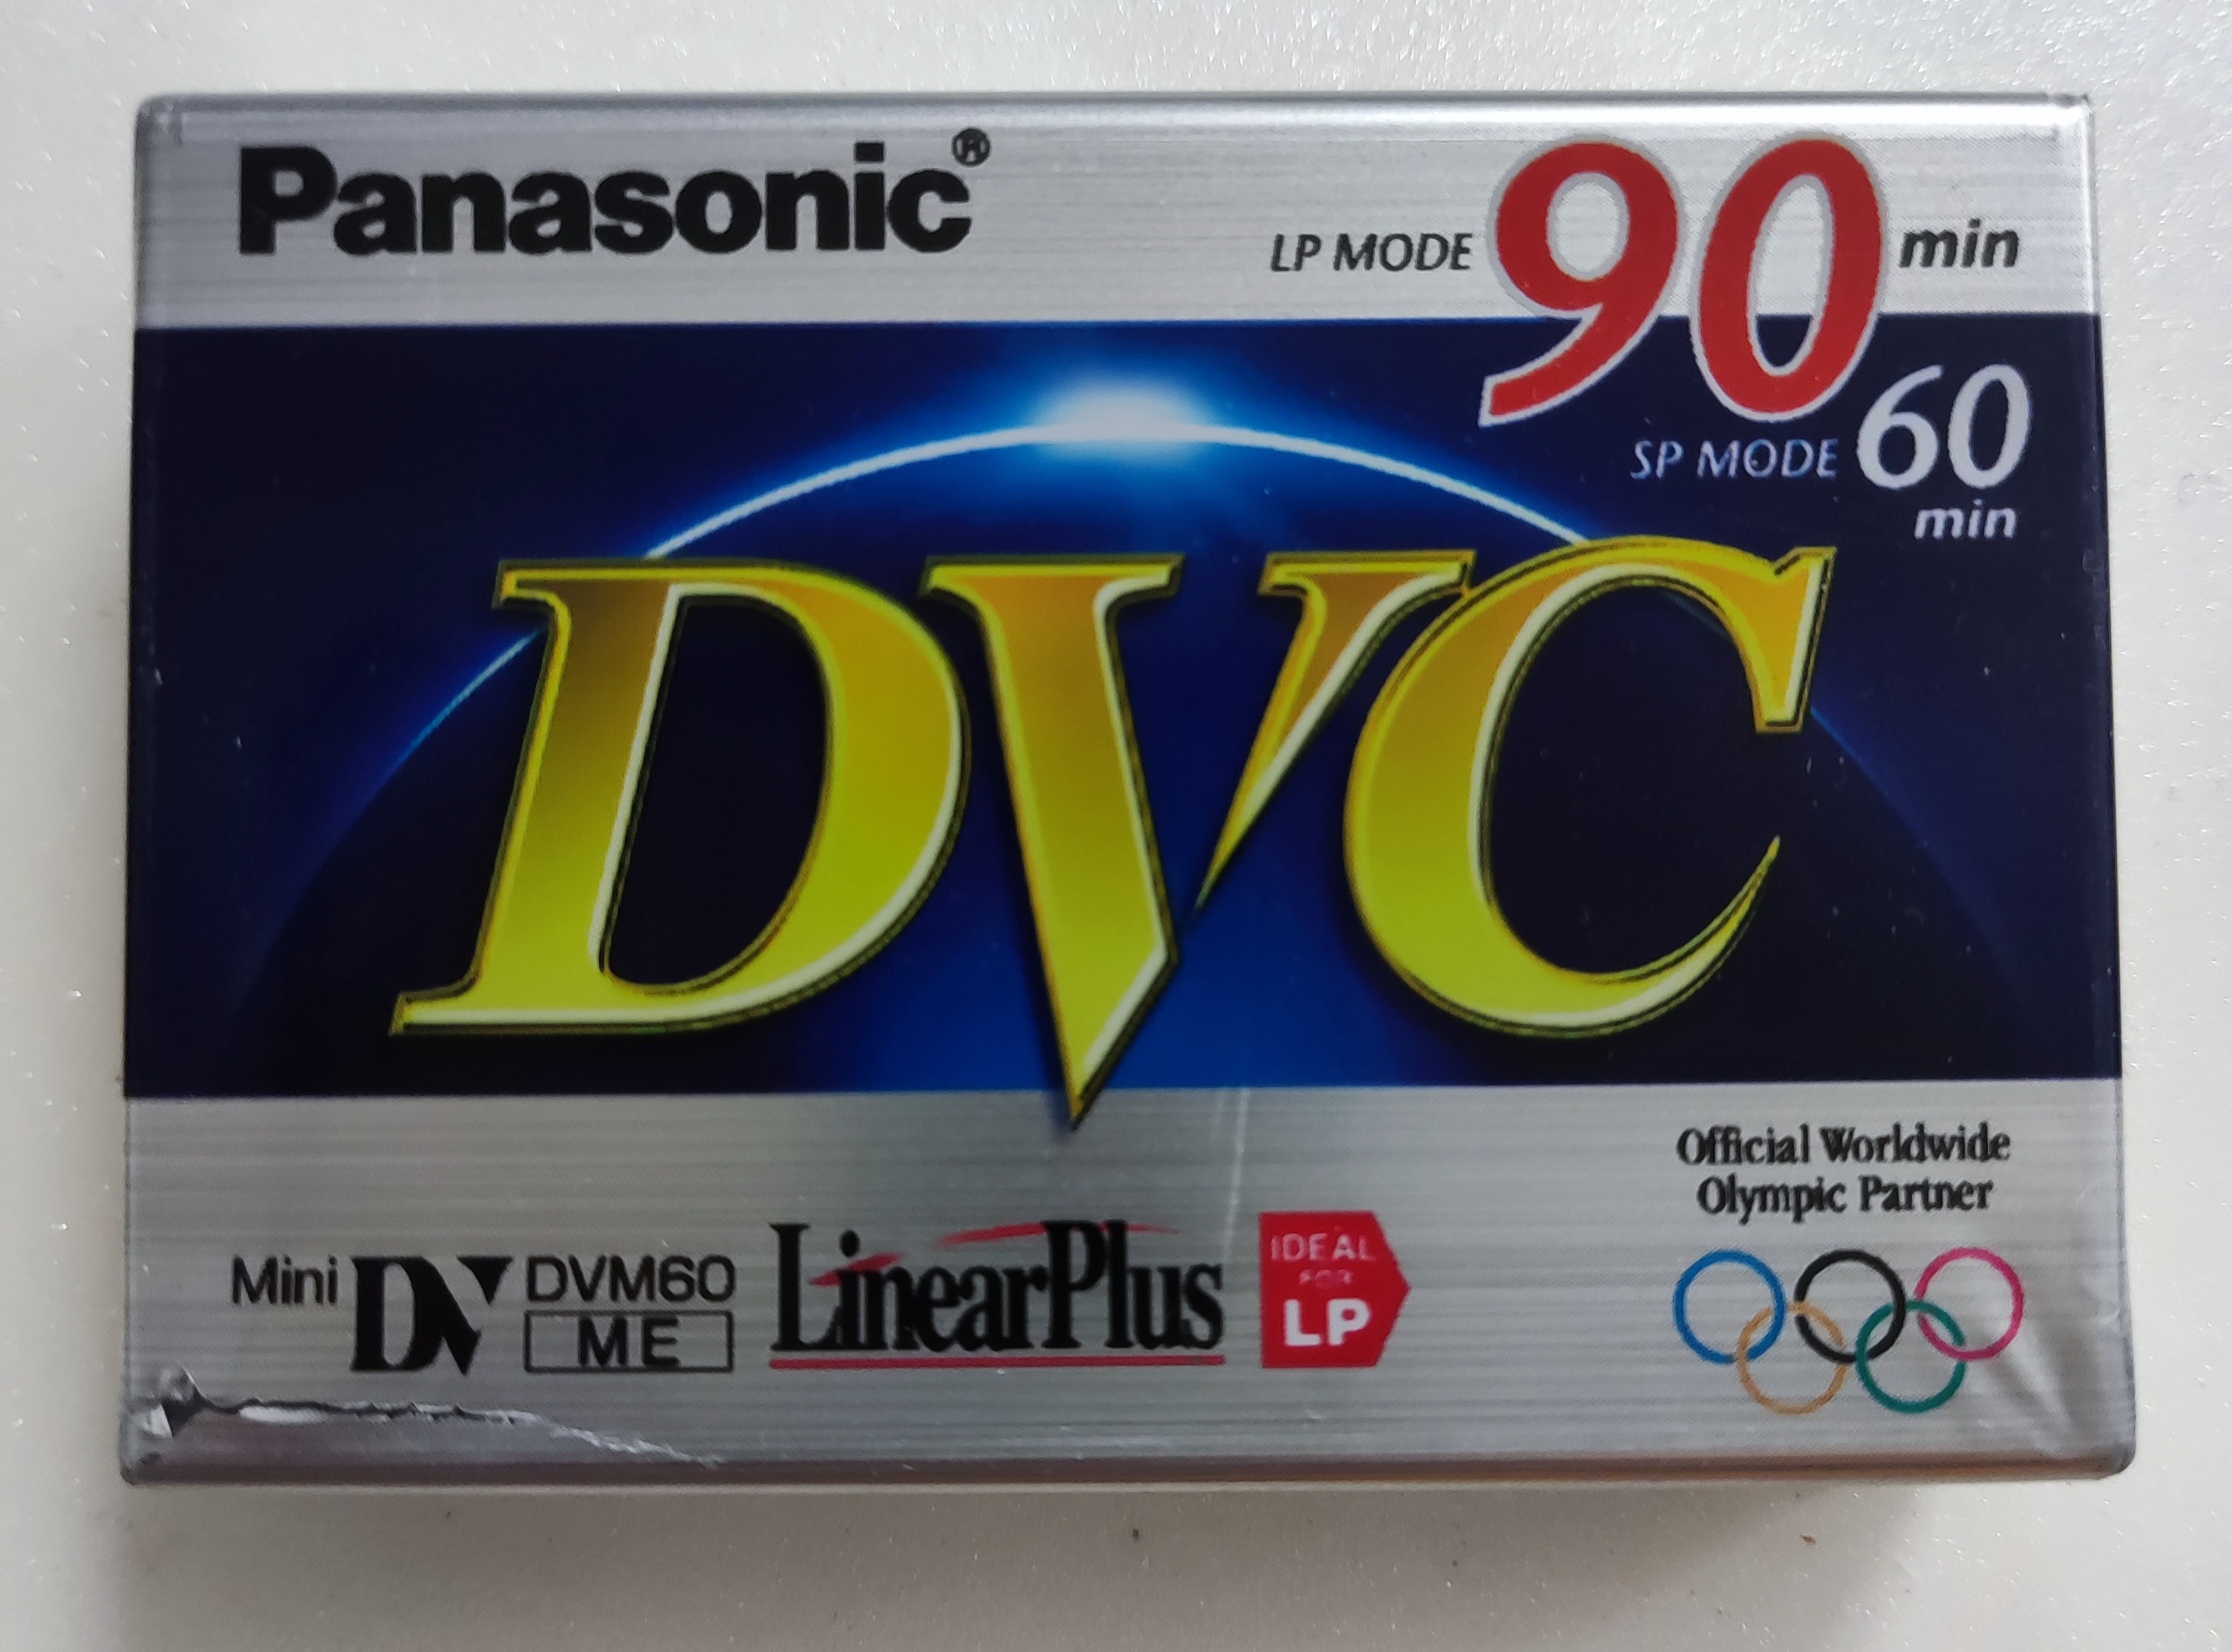 Panasonic®
LP MODE 90 min
SP MODE 60
min
DVC
Official Worldwide
Olympic Partner
Mini DV DVM60
ME
LinearPlus
IDEAL
FOR
LP